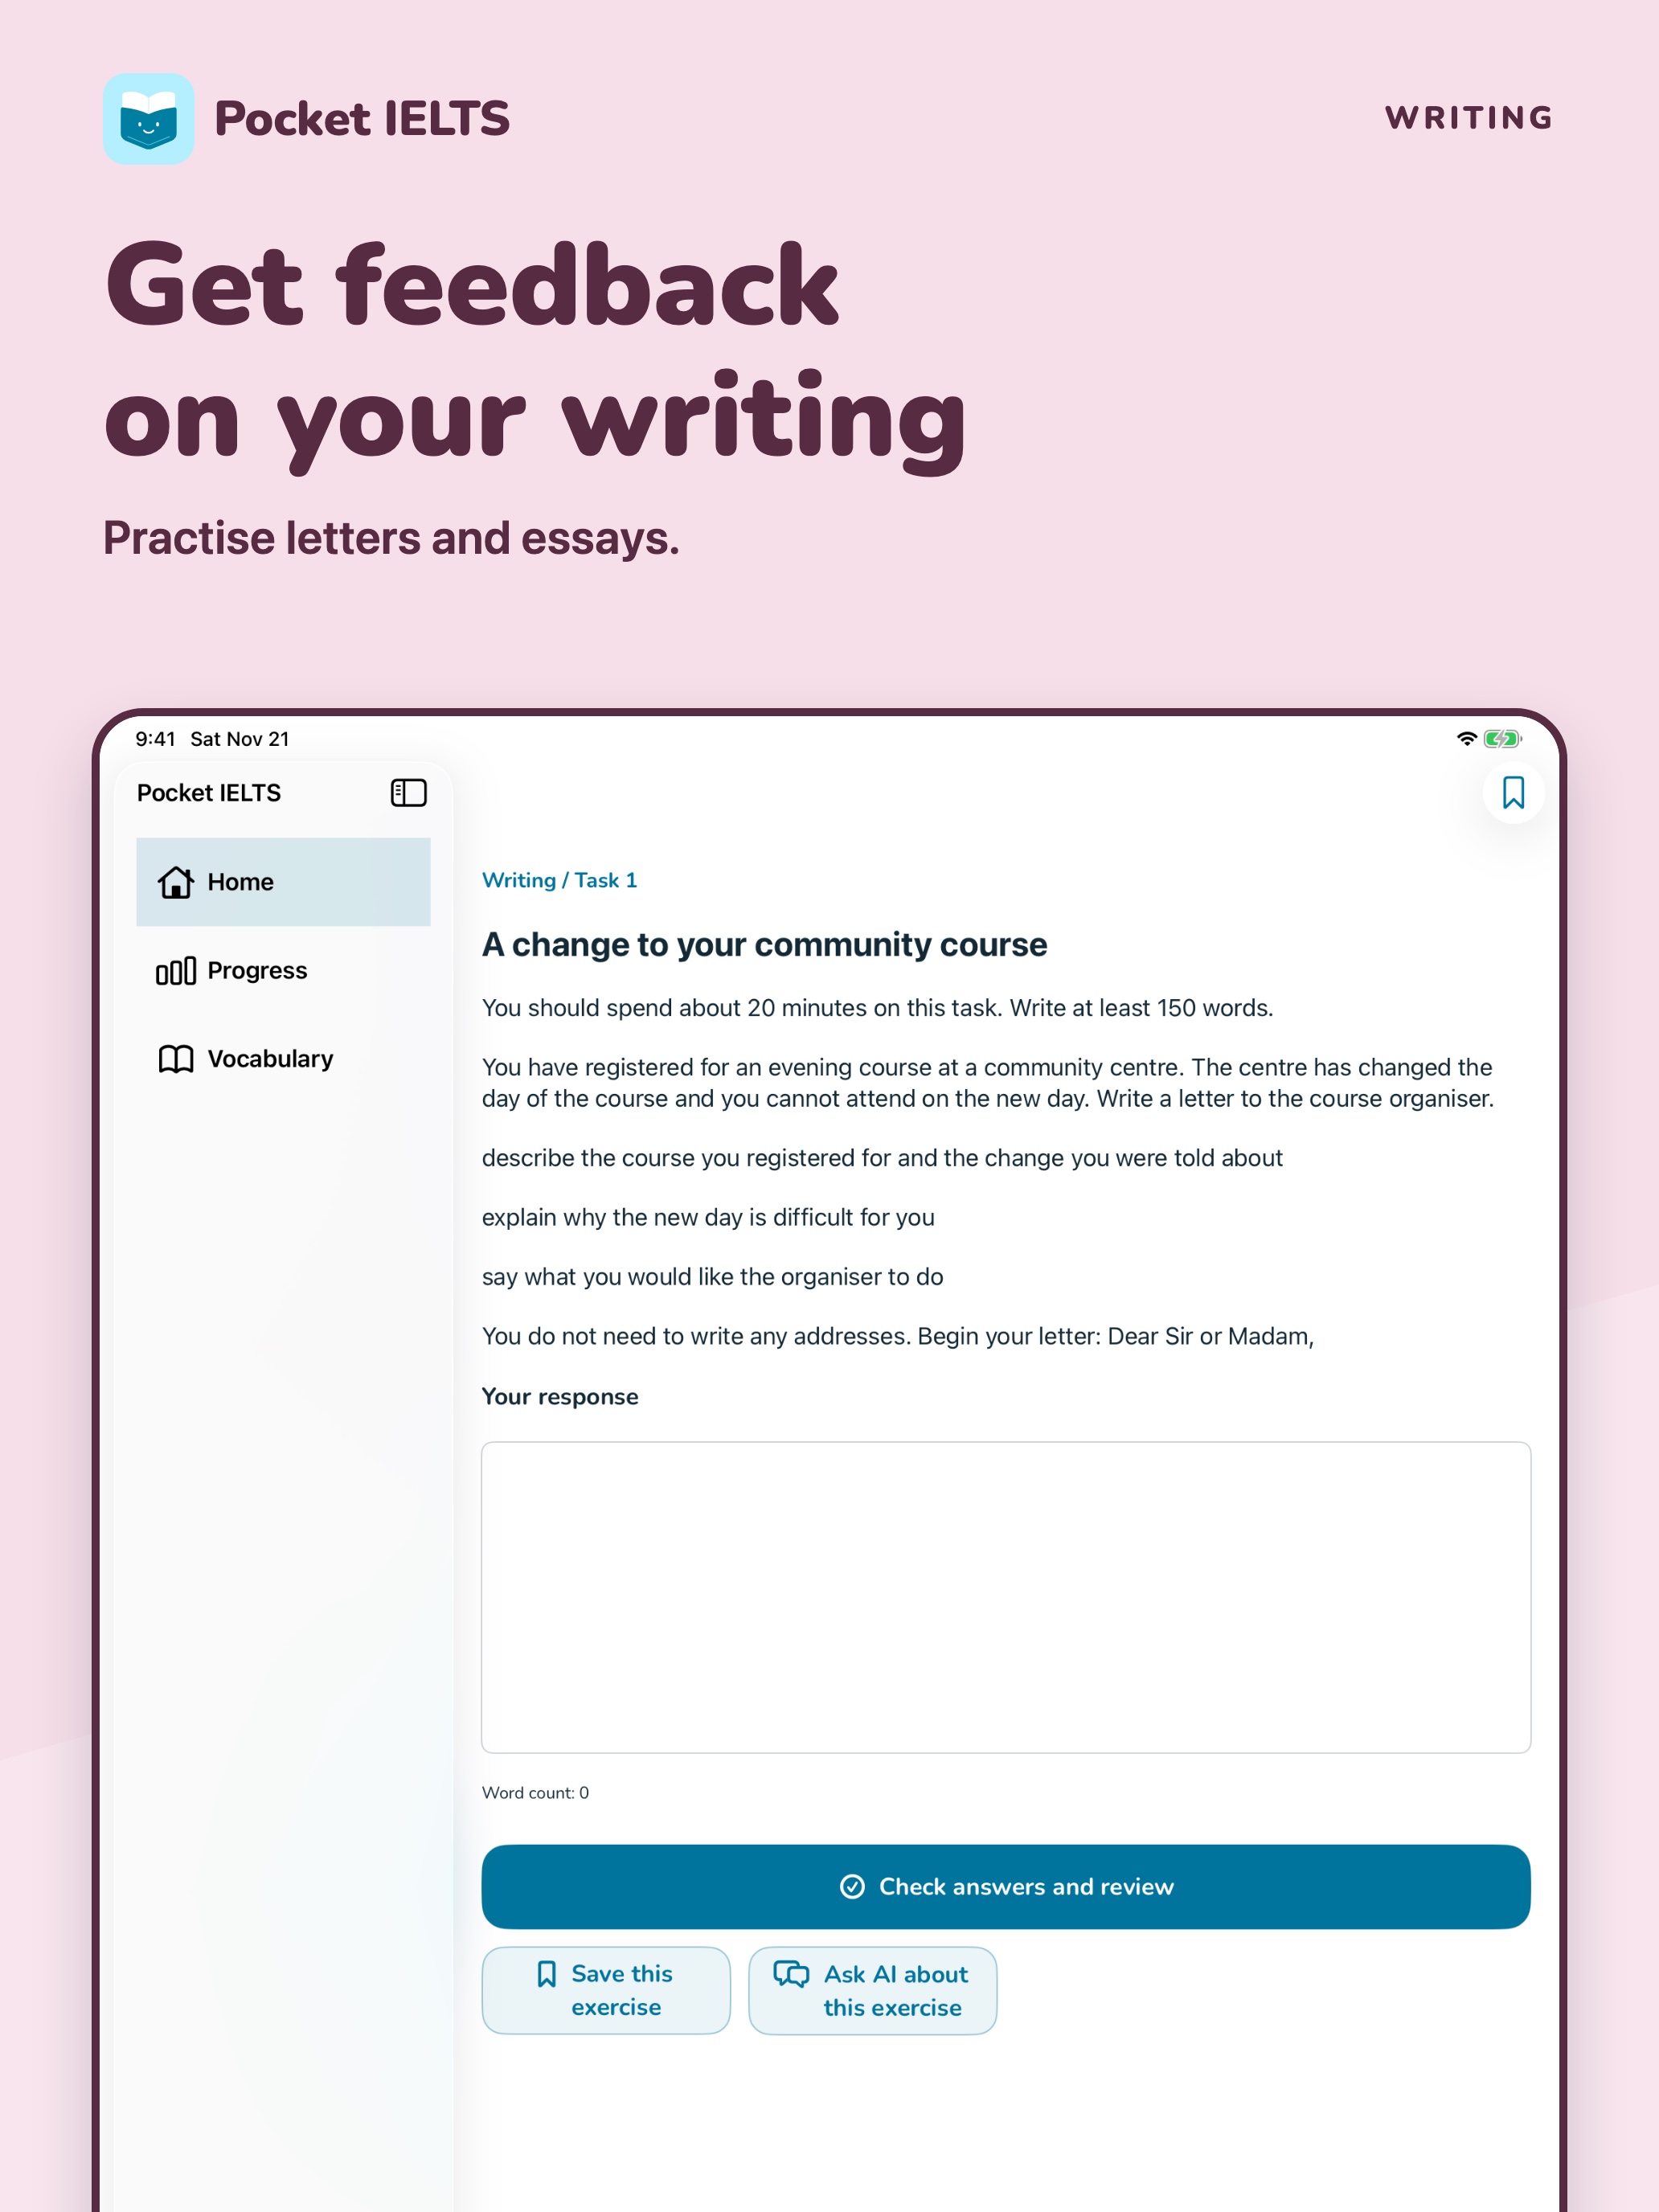 Pocket IELTS
WRITING
Get feedback
on your writing
Practise letters and essays.
9:41 Sat Nov 21
Pocket IELTS
Home
Progress
Vocabulary
Writing / Task 1
A change to your community course
You should spend about 20 minutes on this task. Write at least 150 words.
You have registered for an evening course at a community centre. The centre has changed the
day of the course and you cannot attend on the new day. Write a letter to the course organiser.
describe the course you registered for and the change you were told about
explain why the new day is difficult for you
say what you would like the organiser to do
You do not need to write any addresses. Begin your letter: Dear Sir or Madam,
Your response
Word count: 0
Check answers and review
Save this
exercise
Ask AI about
this exercise